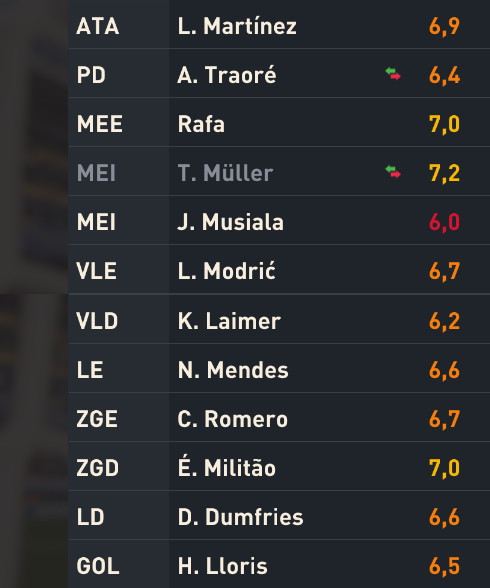 ATA L. Martínez 6,9
PD A. Traoré 6,4
MEE Rafa 7,0
MEI T. Müller 7,2
MEI J. Musiala 6,0
VLE L. Modrić 6,7
VLD K. Laimer 6,2
LE N. Mendes 6,6
ZGE C. Romero 6,7
ZGD É. Militão 7,0
LD D. Dumfries 6,6
GOL H. Lloris 6,5